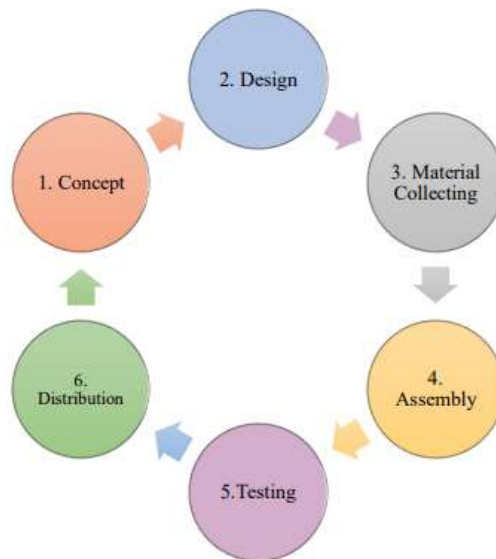 1. Concept
2. Design
3. Material
Collecting
4.
Assembly
5.Testing
6.
Distribution